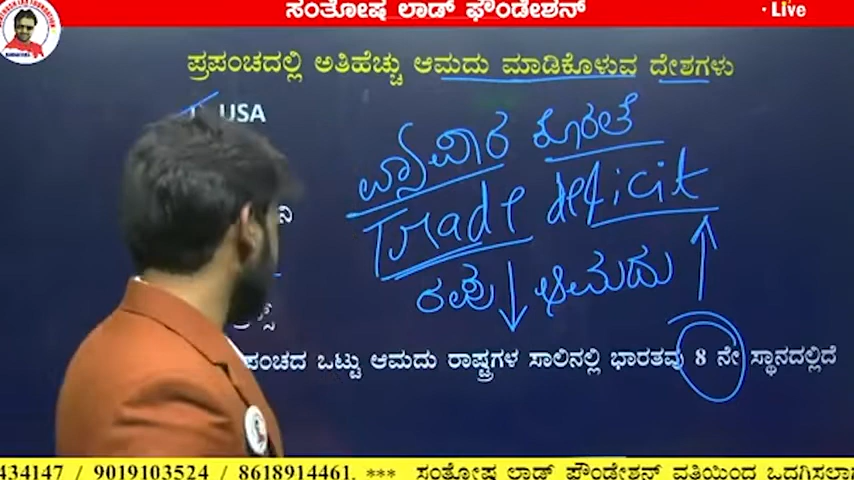 ಸಂತೋಷ ಲಾಡ್ ಫೌಂಡೇಶನ್
Live
ಪ್ರಪಂಚದಲ್ಲಿ ಅತಿಹೆಚ್ಚು ಆಮದು ಮಾಡಿಕೊಳುವ ದೇಶಗಳು
USA
ವ್ಯಾಪಾರ ಕೊರತೆ
Trade deficit
ರಫ್ತು ↓ ಆಮದು ↑
ಪಂಚದ ಒಟ್ಟು ಆಮದು ರಾಷ್ಟ್ರಗಳ ಸಾಲಿನಲ್ಲಿ ಭಾರತವು 8 ನೇ ಸ್ಥಾನದಲ್ಲಿದೆ
434147 / 9019103524 / 8618914461. *** ಸಂತೋಷ ಲಾಡ್ ಫೌಂಡೇಶನ್ ವತಿಯಿಂದ